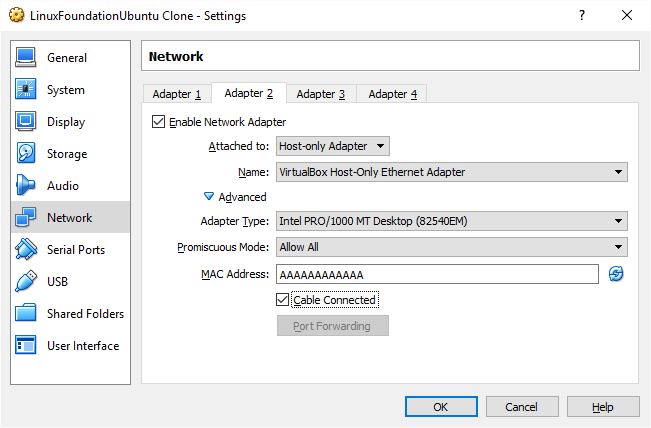 LinuxFoundationUbuntu Clone - Settings
?
General
System
Display
Storage
Audio
Network
Serial Ports
USB
Shared Folders
User Interface
Network
Adapter 1 Adapter 2 Adapter 3 Adapter 4
Enable Network Adapter
Attached to: Host-only Adapter
Name: VirtualBox Host-Only Ethernet Adapter
Advanced
Adapter Type: Intel PRO/1000 MT Desktop (82540EM)
Promiscuous Mode: Allow All
MAC Address: AAAAAAAAAAAA
Cable Connected
Port Forwarding
OK Cancel Help